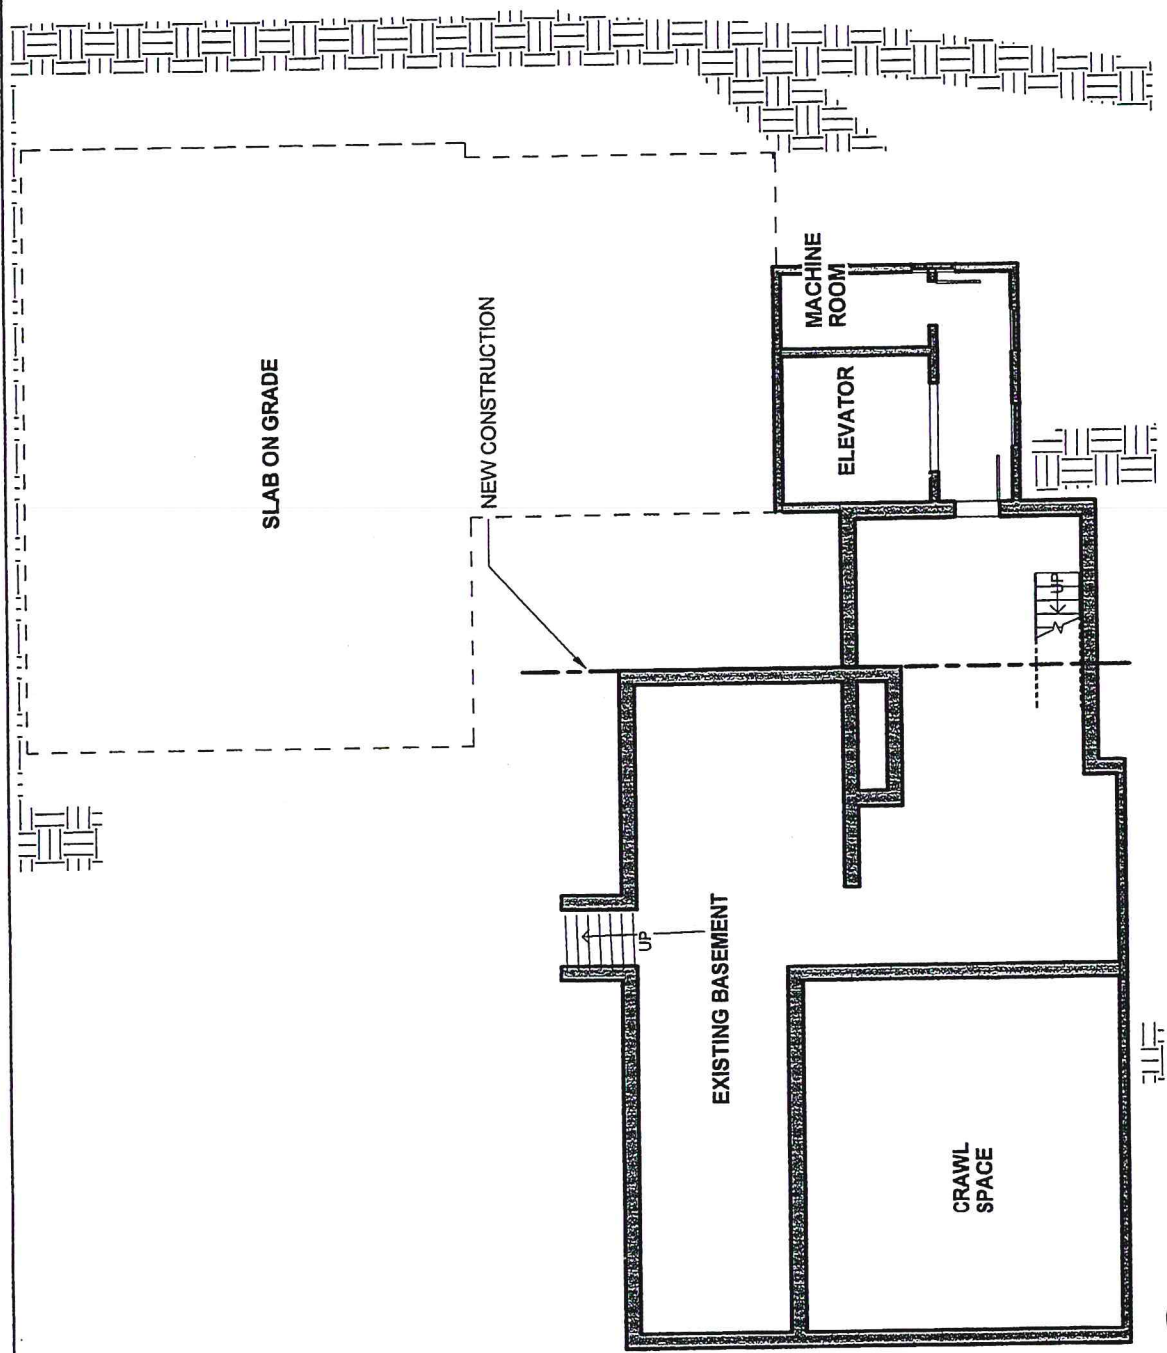 SLAB ON GRADE
NEW CONSTRUCTION
MACHINE
ROOM
ELEVATOR
UP
UP
EXISTING BASEMENT
CRAWL
SPACE